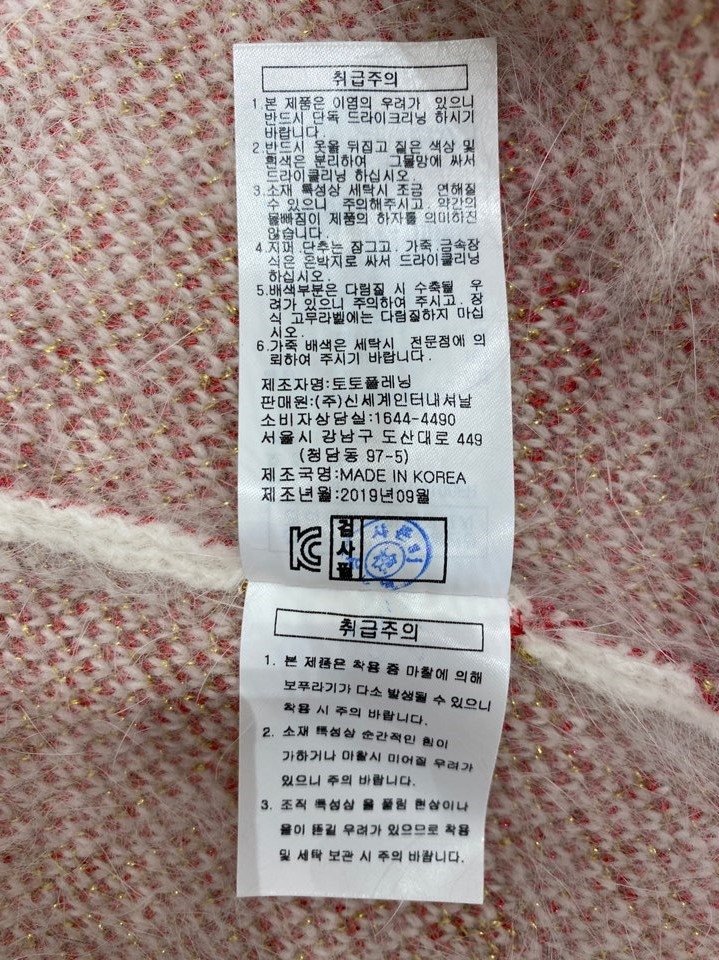 취급주의
1.본 제품은 이염의 우려가 있으니
반드시 단독 드라이크리닝 하시기
바랍니다.
2.반드시 옷을 뒤집고 짙은 색상 및
흰색은 분리하여 그물망에 싸서
드라이클리닝 하십시오.
3.소재 특성상 세탁시 조금 연해질
수 있으니 주의해주시고. 약간의
물빠짐이 제품의 하자를 의미하진
않습니다.
4.지퍼 단추는 잠그고. 가죽 금속장
식은 은박지로 싸서 드라이클리닝
하십시오.
5.배색부분은 다림질 시 수축될 우
려가 있으니 주의하여 주시고. 장
식 고무라벨에는 다림질하지 마십
시오.
6.가죽 배색은 세탁시 전문점에 의
뢰하여 주시기 바랍니다.
제조자명:토토플레닝
판매원:(주)신세계인터내셔날
소비자상담실:1644-4490
서울시 강남구 도산대로 449
(청담동 97-5)
제조국명:MADE IN KOREA
제조년월:2019년09월
검사필
취급주의
1. 본 제품은 착용 중 마찰에 의해
보푸라기가 다소 발생될 수 있으니
착용 시 주의 바랍니다.
2. 소재 특성상 순간적인 힘이
가하거나 마찰시 미어질 우려가
있으니 주의 바랍니다.
3. 조직 특성상 올 풀림 현상이나
올이 뜯길 우려가 있으므로 착용
및 세탁 보관 시 주의 바랍니다.